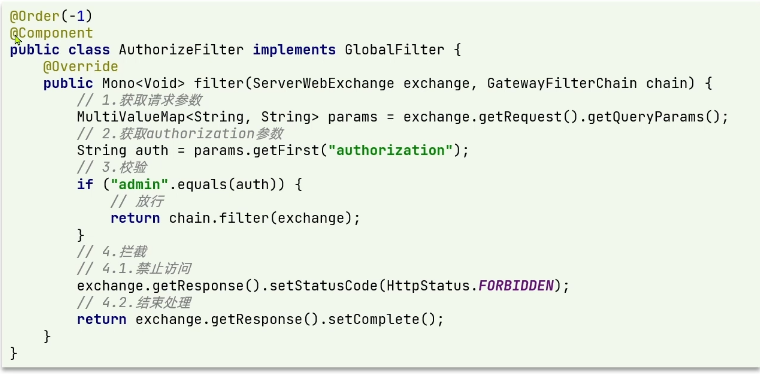 @Order(-1)
@Component
public class AuthorizeFilter implements GlobalFilter {
    @Override
    public Mono<Void> filter(ServerWebExchange exchange, GatewayFilterChain chain) {
        // 1.获取请求参数
        MultiValueMap<String, String> params = exchange.getRequest().getQueryParams();
        // 2.获取authorization参数
        String auth = params.getFirst("authorization");
        // 3.校验
        if ("admin".equals(auth)) {
            // 放行
            return chain.filter(exchange);
        }
        // 4.拦截
        // 4.1.禁止访问
        exchange.getResponse().setStatusCode(HttpStatus.FORBIDDEN);
        // 4.2.结束处理
        return exchange.getResponse().setComplete();
    }
}